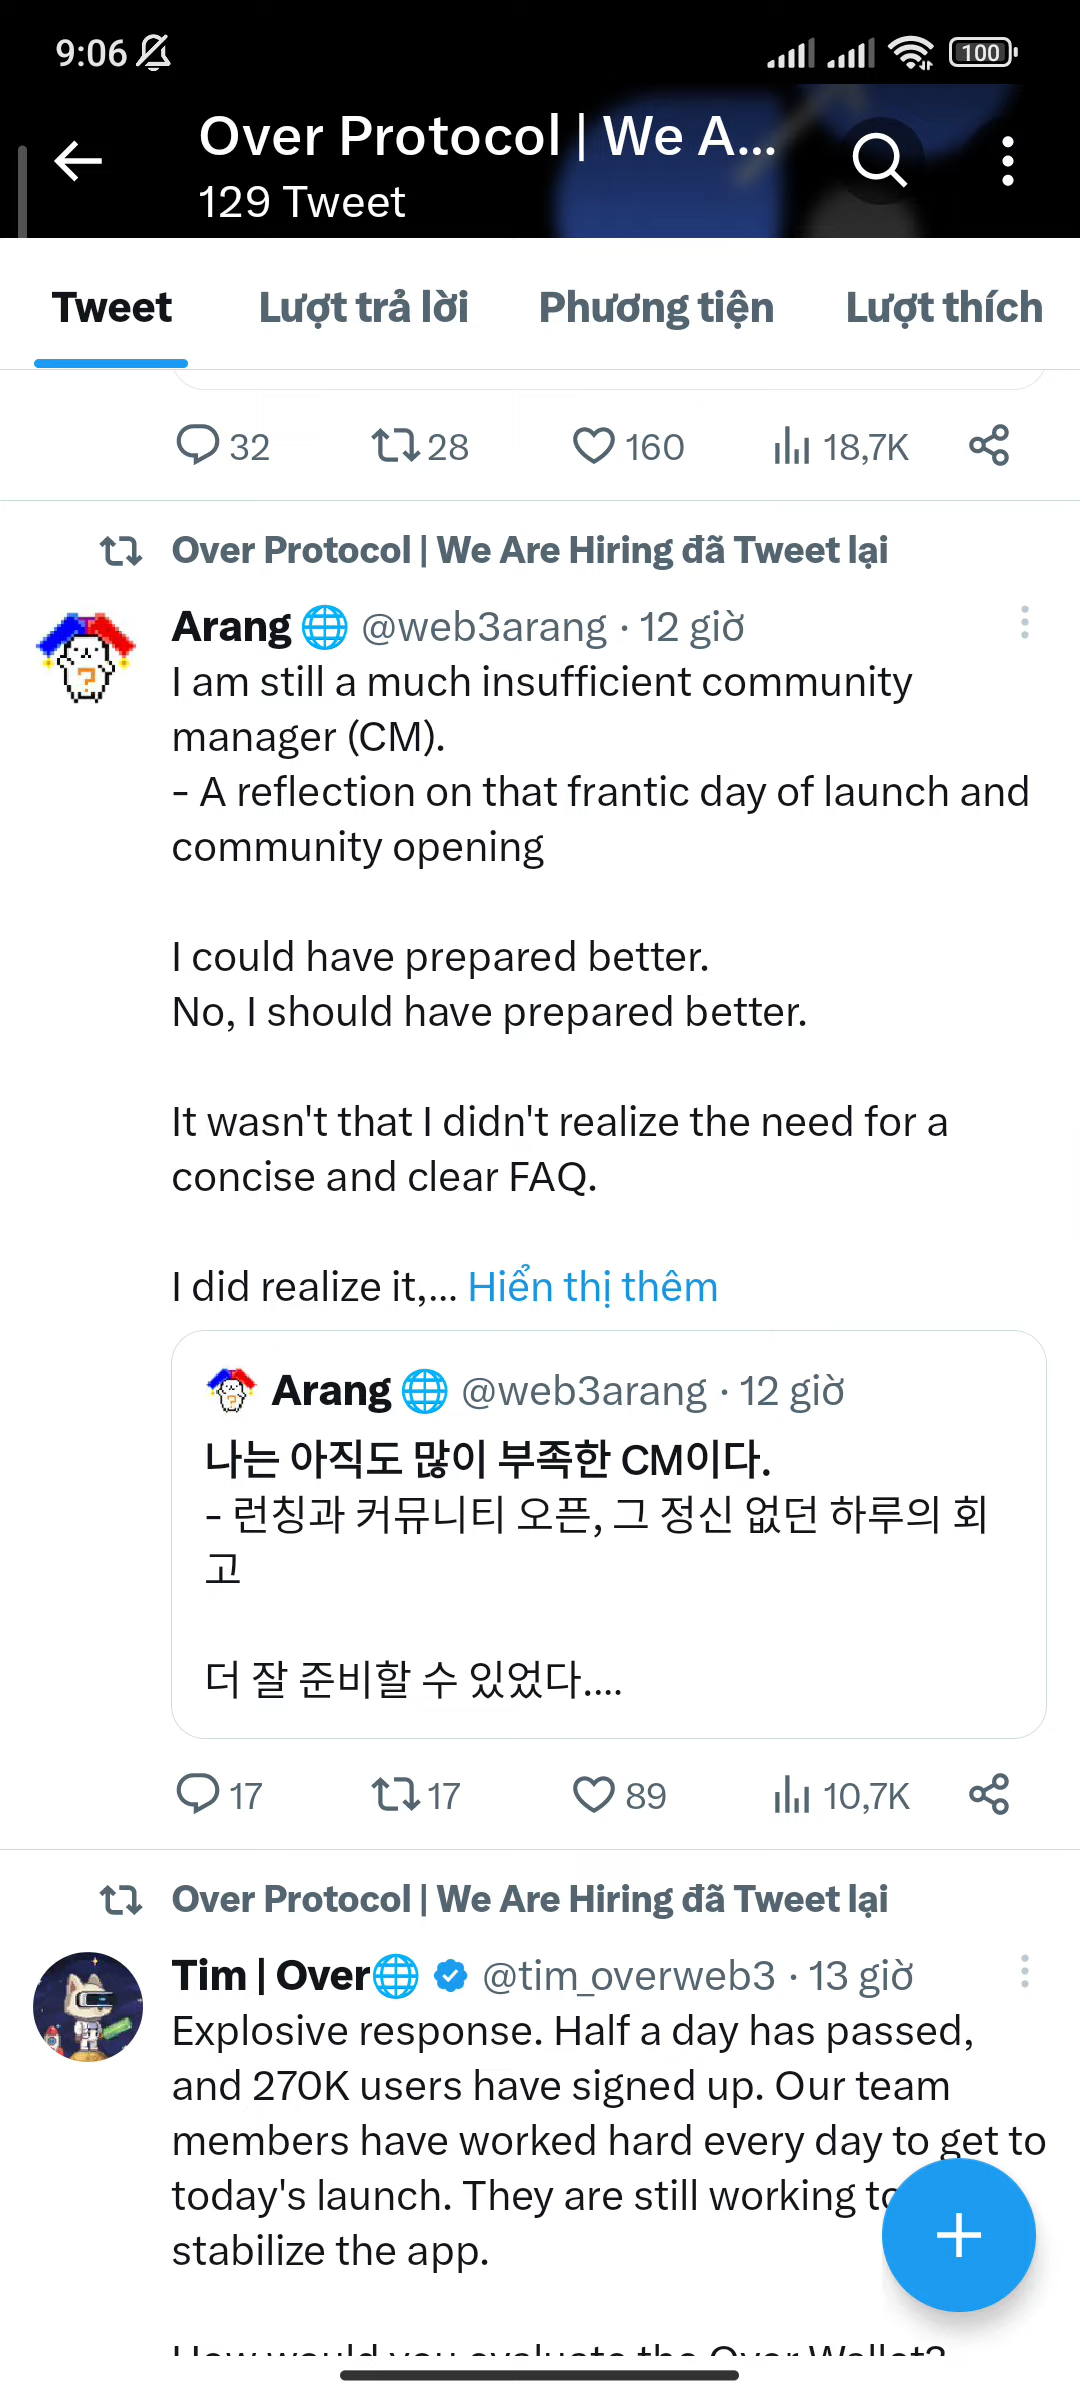 9:06
100
Over Protocol | We A...
129 Tweet
Tweet Lượt trả lời Phương tiện Lượt thích
32 28 160 18,7K
Over Protocol | We Are Hiring đã Tweet lại
Arang 🌐 @web3arang · 12 giờ
I am still a much insufficient community
manager (CM).
- A reflection on that frantic day of launch and
community opening
I could have prepared better.
No, I should have prepared better.
It wasn't that I didn't realize the need for a
concise and clear FAQ.
I did realize it,... Hiển thị thêm
Arang 🌐 @web3arang · 12 giờ
나는 아직도 많이 부족한 CM이다.
- 런칭과 커뮤니티 오픈, 그 정신 없던 하루의 회
고
더 잘 준비할 수 있었다....
17 17 89 10,7K
Over Protocol | We Are Hiring đã Tweet lại
Tim | Over🌐 @tim_overweb3 · 13 giờ
Explosive response. Half a day has passed,
and 270K users have signed up. Our team
members have worked hard every day to get to
today's launch. They are still working to
stabilize the app.
How would you evaluate the Over Wallet?